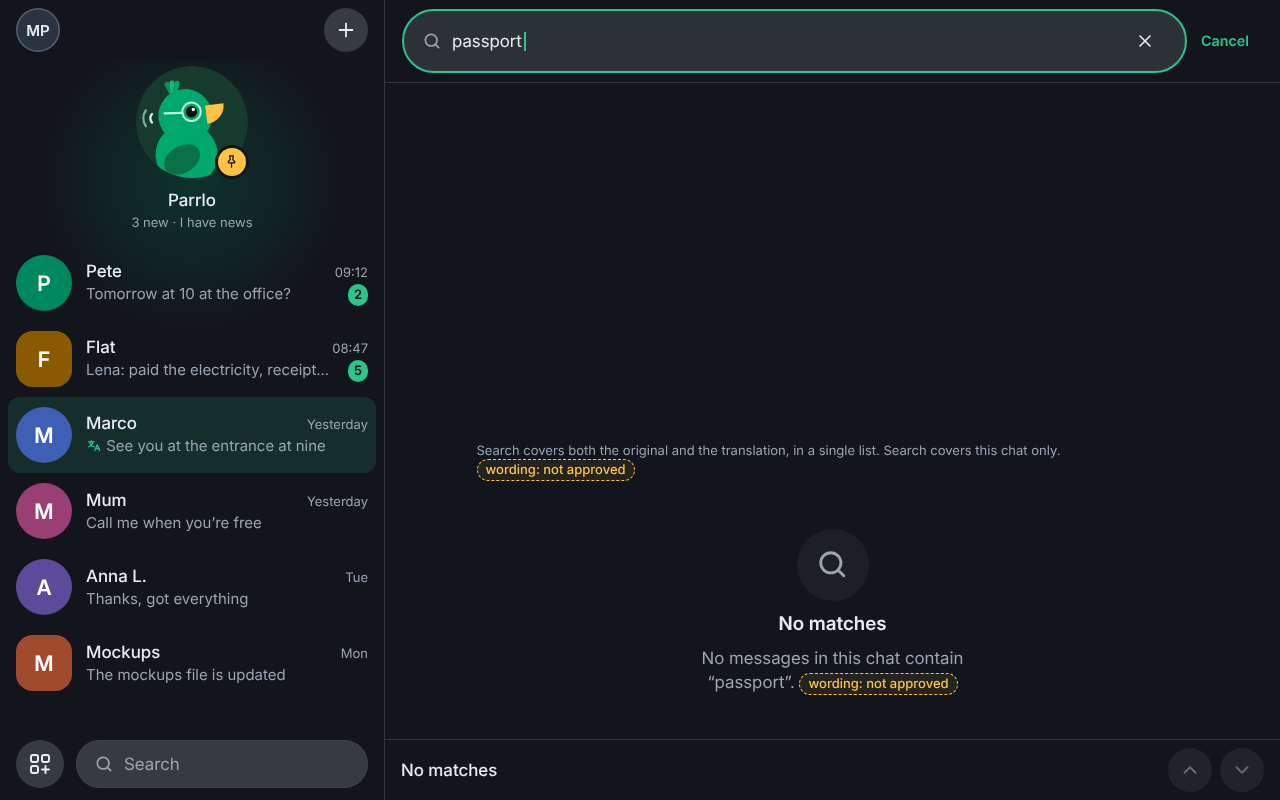 MP
Parrlo
3 new · I have news
P
Pete
09:12
Tomorrow at 10 at the office?
2
F
Flat
08:47
Lena: paid the electricity, receipt...
5
M
Marco
Yesterday
See you at the entrance at nine
M
Mum
Yesterday
Call me when you’re free
A
Anna L.
Tue
Thanks, got everything
M
Mockups
Mon
The mockups file is updated
Search
passport
Cancel
Search covers both the original and the translation, in a single list. Search covers this chat only.
wording: not approved
No matches
No messages in this chat contain
“passport”. wording: not approved
No matches